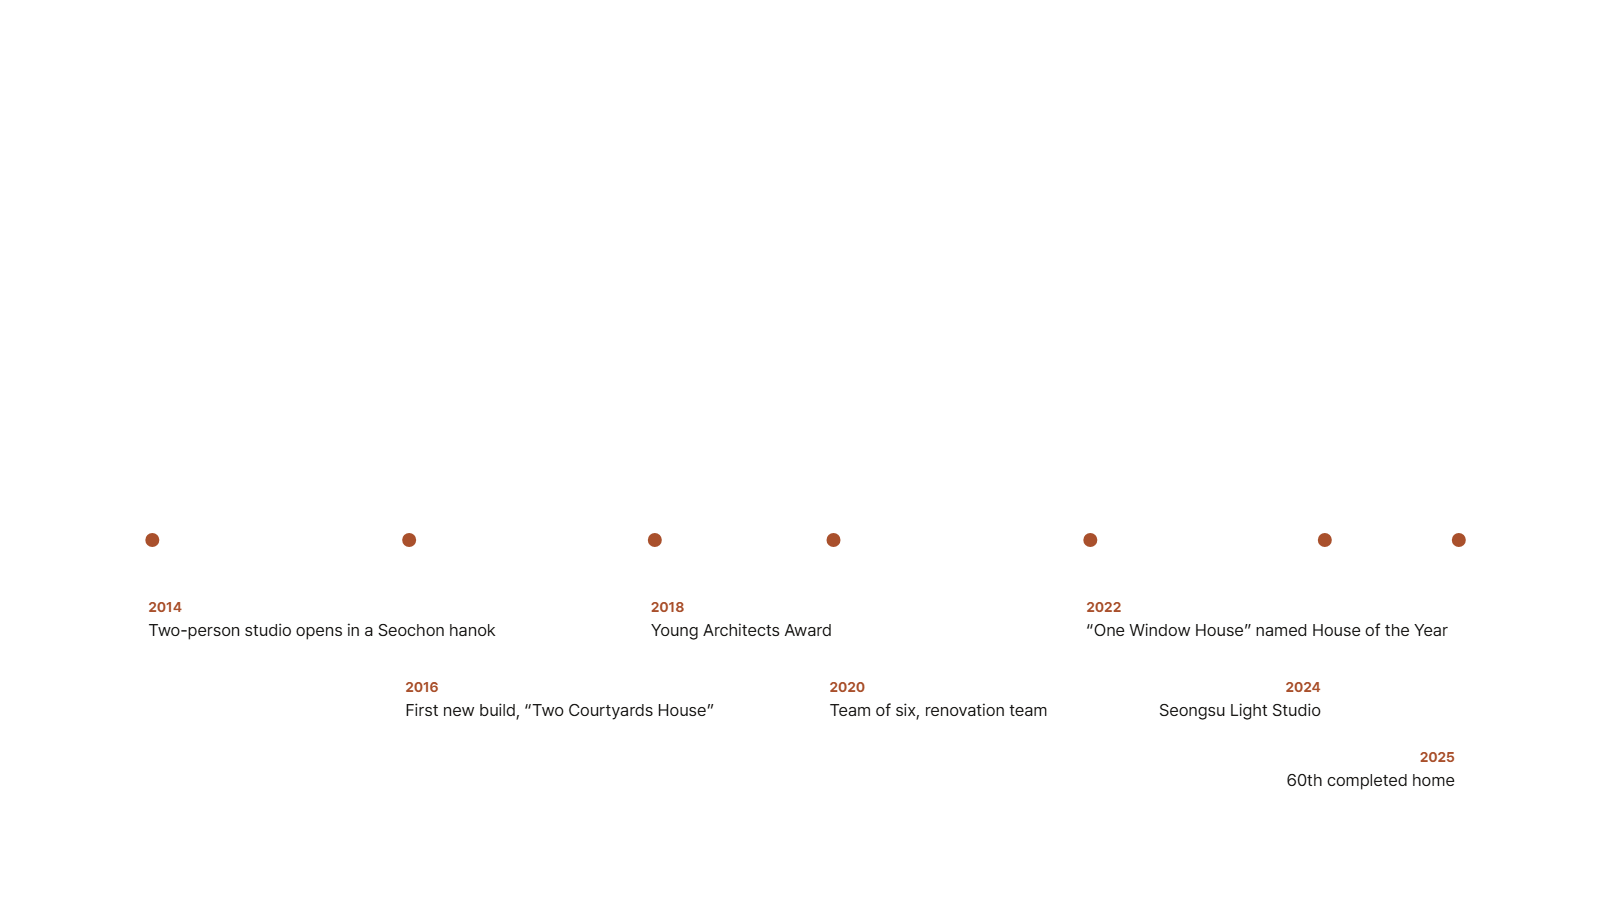 2014
Two-person studio opens in a Seochon hanok
2016
First new build, “Two Courtyards House”
2018
Young Architects Award
2020
Team of six, renovation team
2022
“One Window House” named House of the Year
2024
Seongsu Light Studio
2025
60th completed home